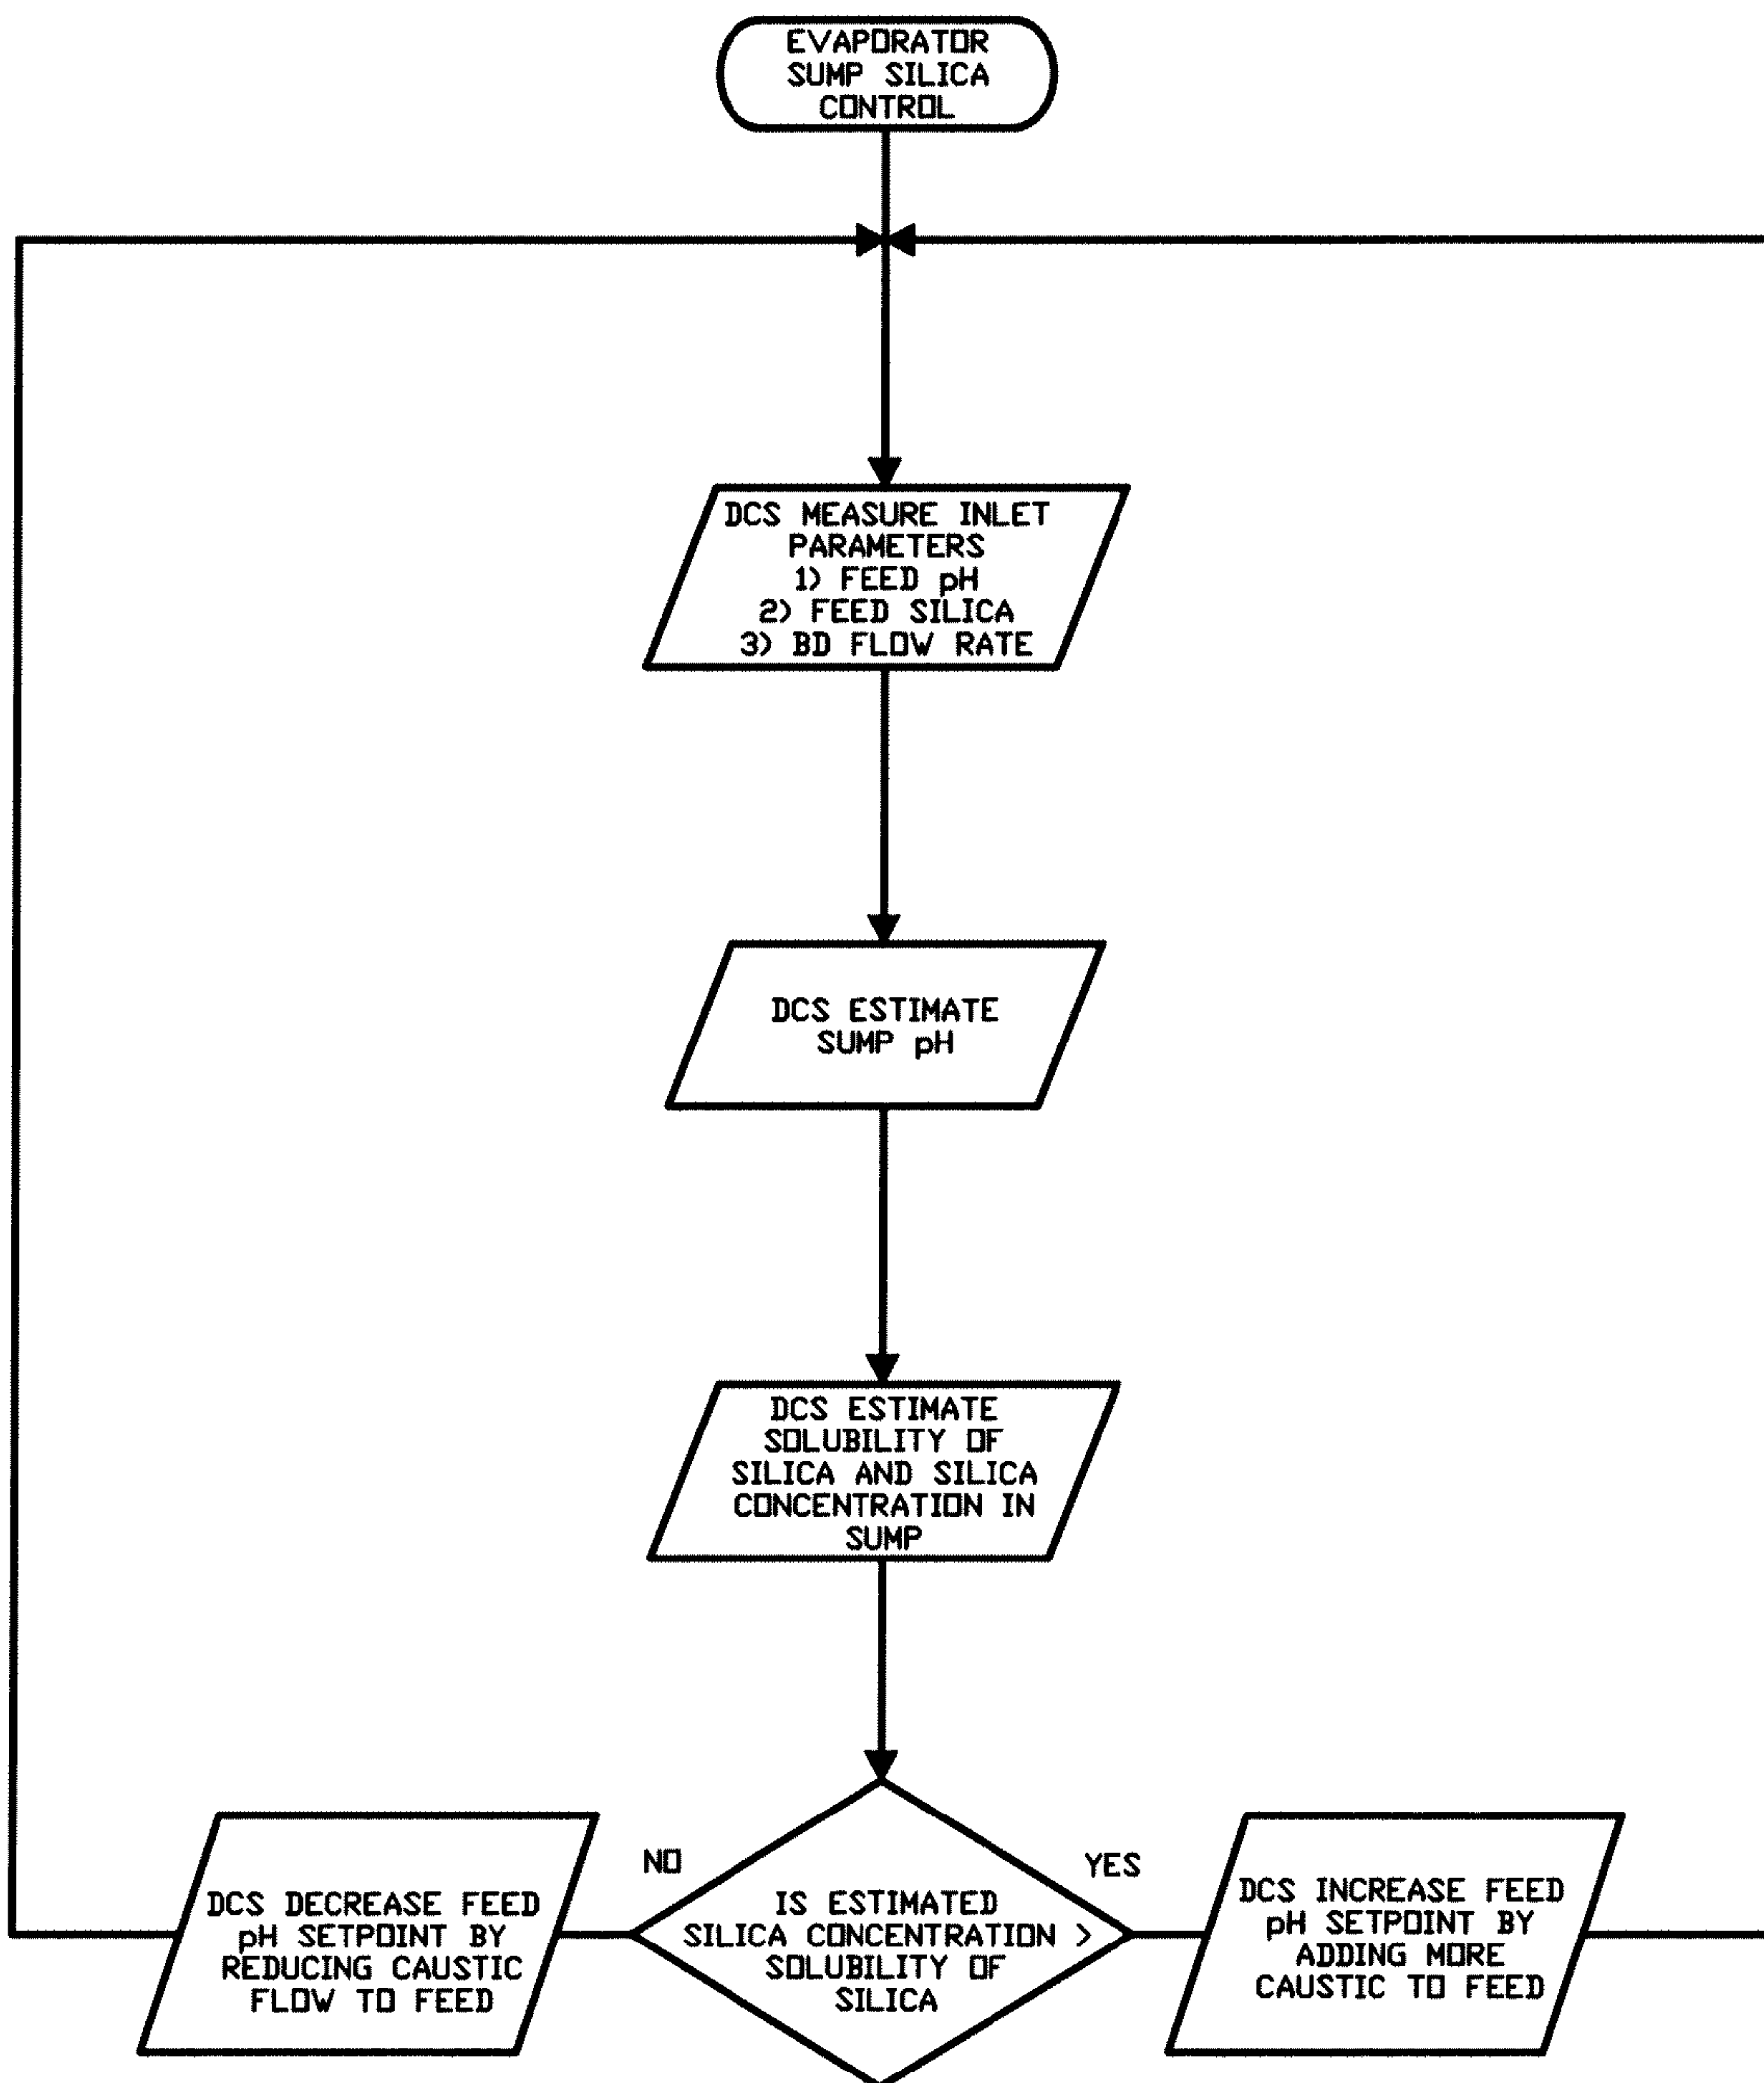 EVAPORATOR
SUMP SILICA
CONTROL
DCS MEASURE INLET
PARAMETERS
1) FEED pH
2) FEED SILICA
3) BD FLOW RATE
DCS ESTIMATE
SUMP pH
DCS ESTIMATE
SOLUBILITY OF
SILICA AND SILICA
CONCENTRATION IN
SUMP
NO
YES
DCS DECREASE FEED
pH SETPOINT BY
REDUCING CAUSTIC
FLOW TO FEED
IS ESTIMATED
SILICA CONCENTRATION >
SOLUBILITY OF
SILICA
DCS INCREASE FEED
pH SETPOINT BY
ADDING MORE
CAUSTIC TO FEED